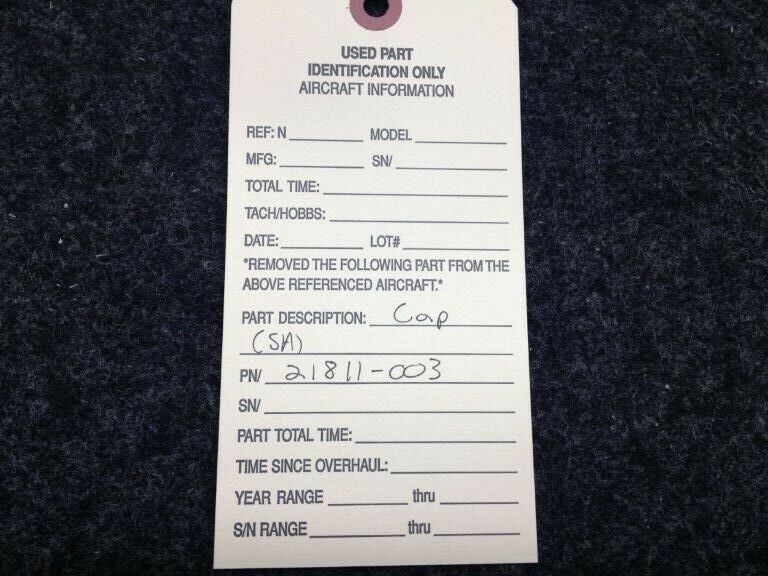 USED PART
IDENTIFICATION ONLY
AIRCRAFT INFORMATION
REF: N MODEL
MFG: SN/
TOTAL TIME:
TACH/HOBBS:
DATE: LOT#
*REMOVED THE FOLLOWING PART FROM THE
ABOVE REFERENCED AIRCRAFT.*
PART DESCRIPTION: Cap
(SA)
PN/ 21811-003
SN/
PART TOTAL TIME:
TIME SINCE OVERHAUL:
YEAR RANGE thru
S/N RANGE thru